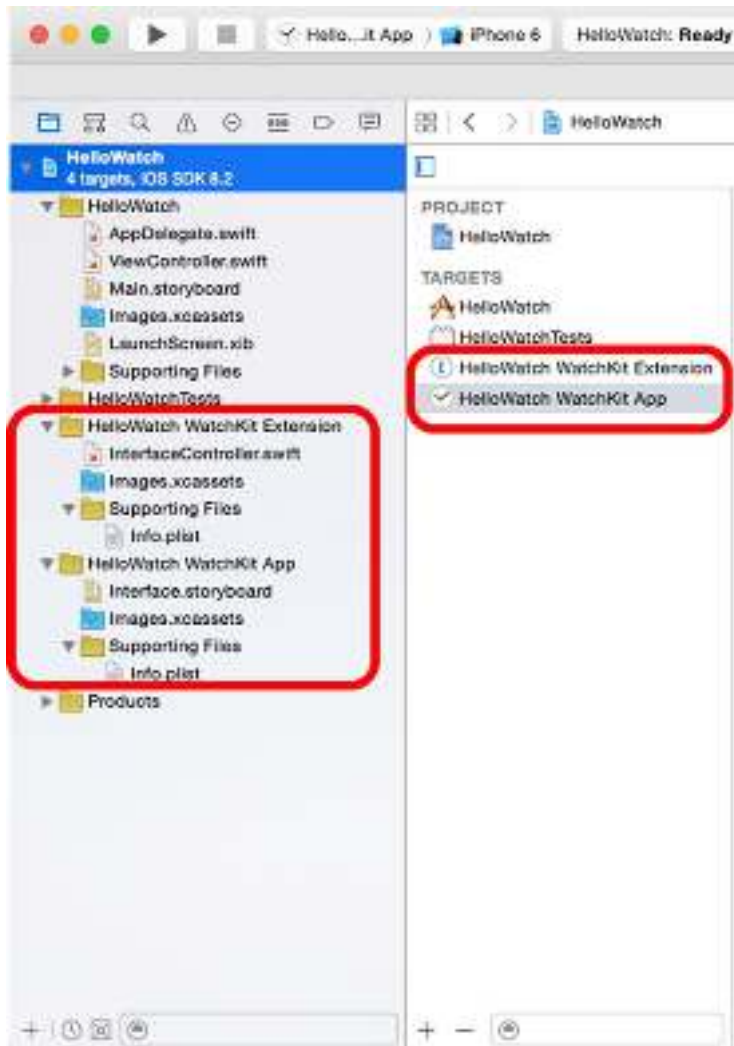 Hello...it App
iPhone 6
HelloWatch: Ready
HelloWatch
HelloWatch
4 targets, iOS SDK 8.2
HelloWatch
AppDelegate.swift
ViewController.swift
Main.storyboard
Images.xcassets
LaunchScreen.xib
Supporting Files
HelloWatchTests
HelloWatch WatchKit Extension
InterfaceController.swift
Images.xcassets
Supporting Files
Info.plist
HelloWatch WatchKit App
Interface.storyboard
Images.xcassets
Supporting Files
Info.plist
Products
PROJECT
HelloWatch
TARGETS
HelloWatch
HelloWatchTests
HelloWatch WatchKit Extension
HelloWatch WatchKit App